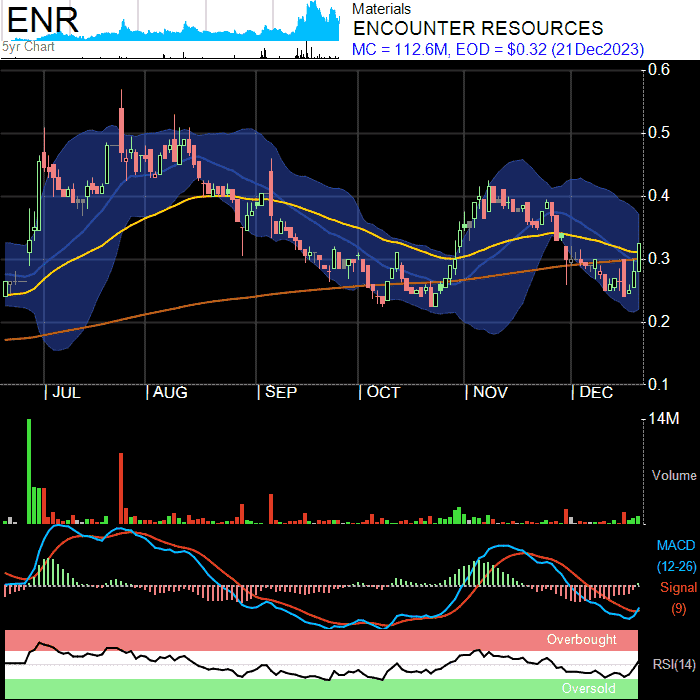 ENR
5yr Chart
Materials
ENCOUNTER RESOURCES
MC = 112.6M, EOD = $0.32 (21Dec2023)
0.6
0.5
0.4
0.3
0.2
0.1
| JUL | AUG | SEP | OCT | NOV | DEC
14M
Volume
MACD
(12-26)
Signal
(9)
Overbought
RSI(14)
Oversold